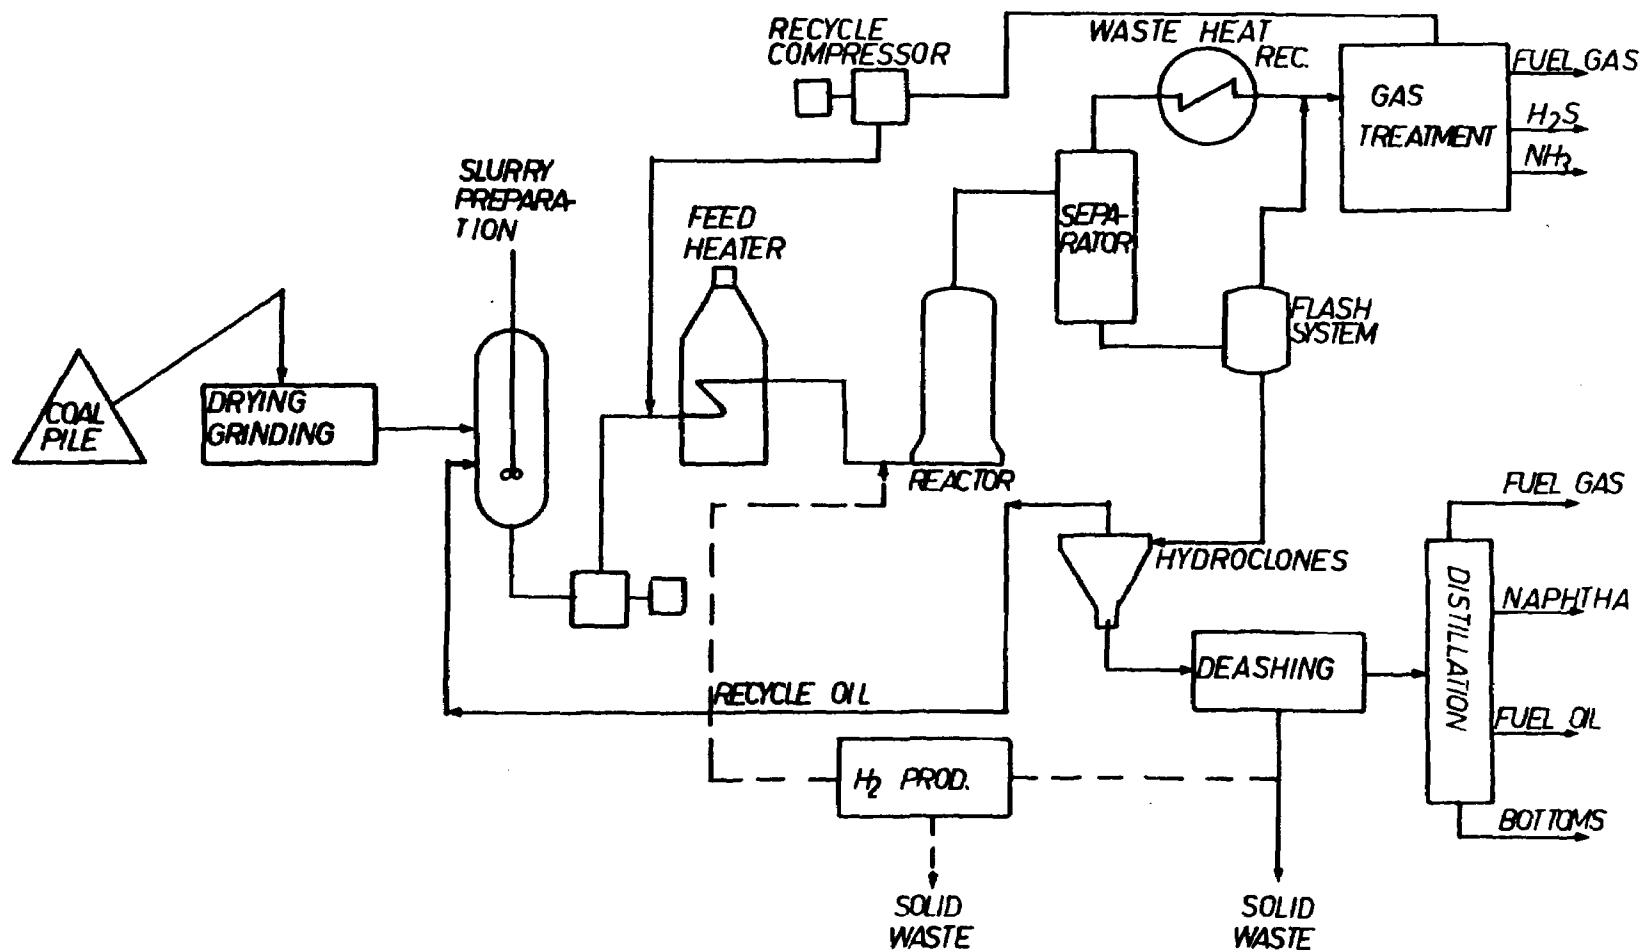 RECYCLE
COMPRESSOR
WASTE HEAT
REC.
GAS
TREATMENT
FUEL GAS
H₂S
NH₃
SLURRY
PREPARA-
TION
FEED
HEATER
SEPA-
RATOR
FLASH
SYSTEM
COAL
PILE
DRYING
GRINDING
REACTOR
HYDROCLONES
FUEL GAS
NAPHTHA
DISTILLATION
DEASHING
RECYCLE OIL
FUEL OIL
H₂ PROD.
BOTTOMS
SOLID
WASTE
SOLID
WASTE